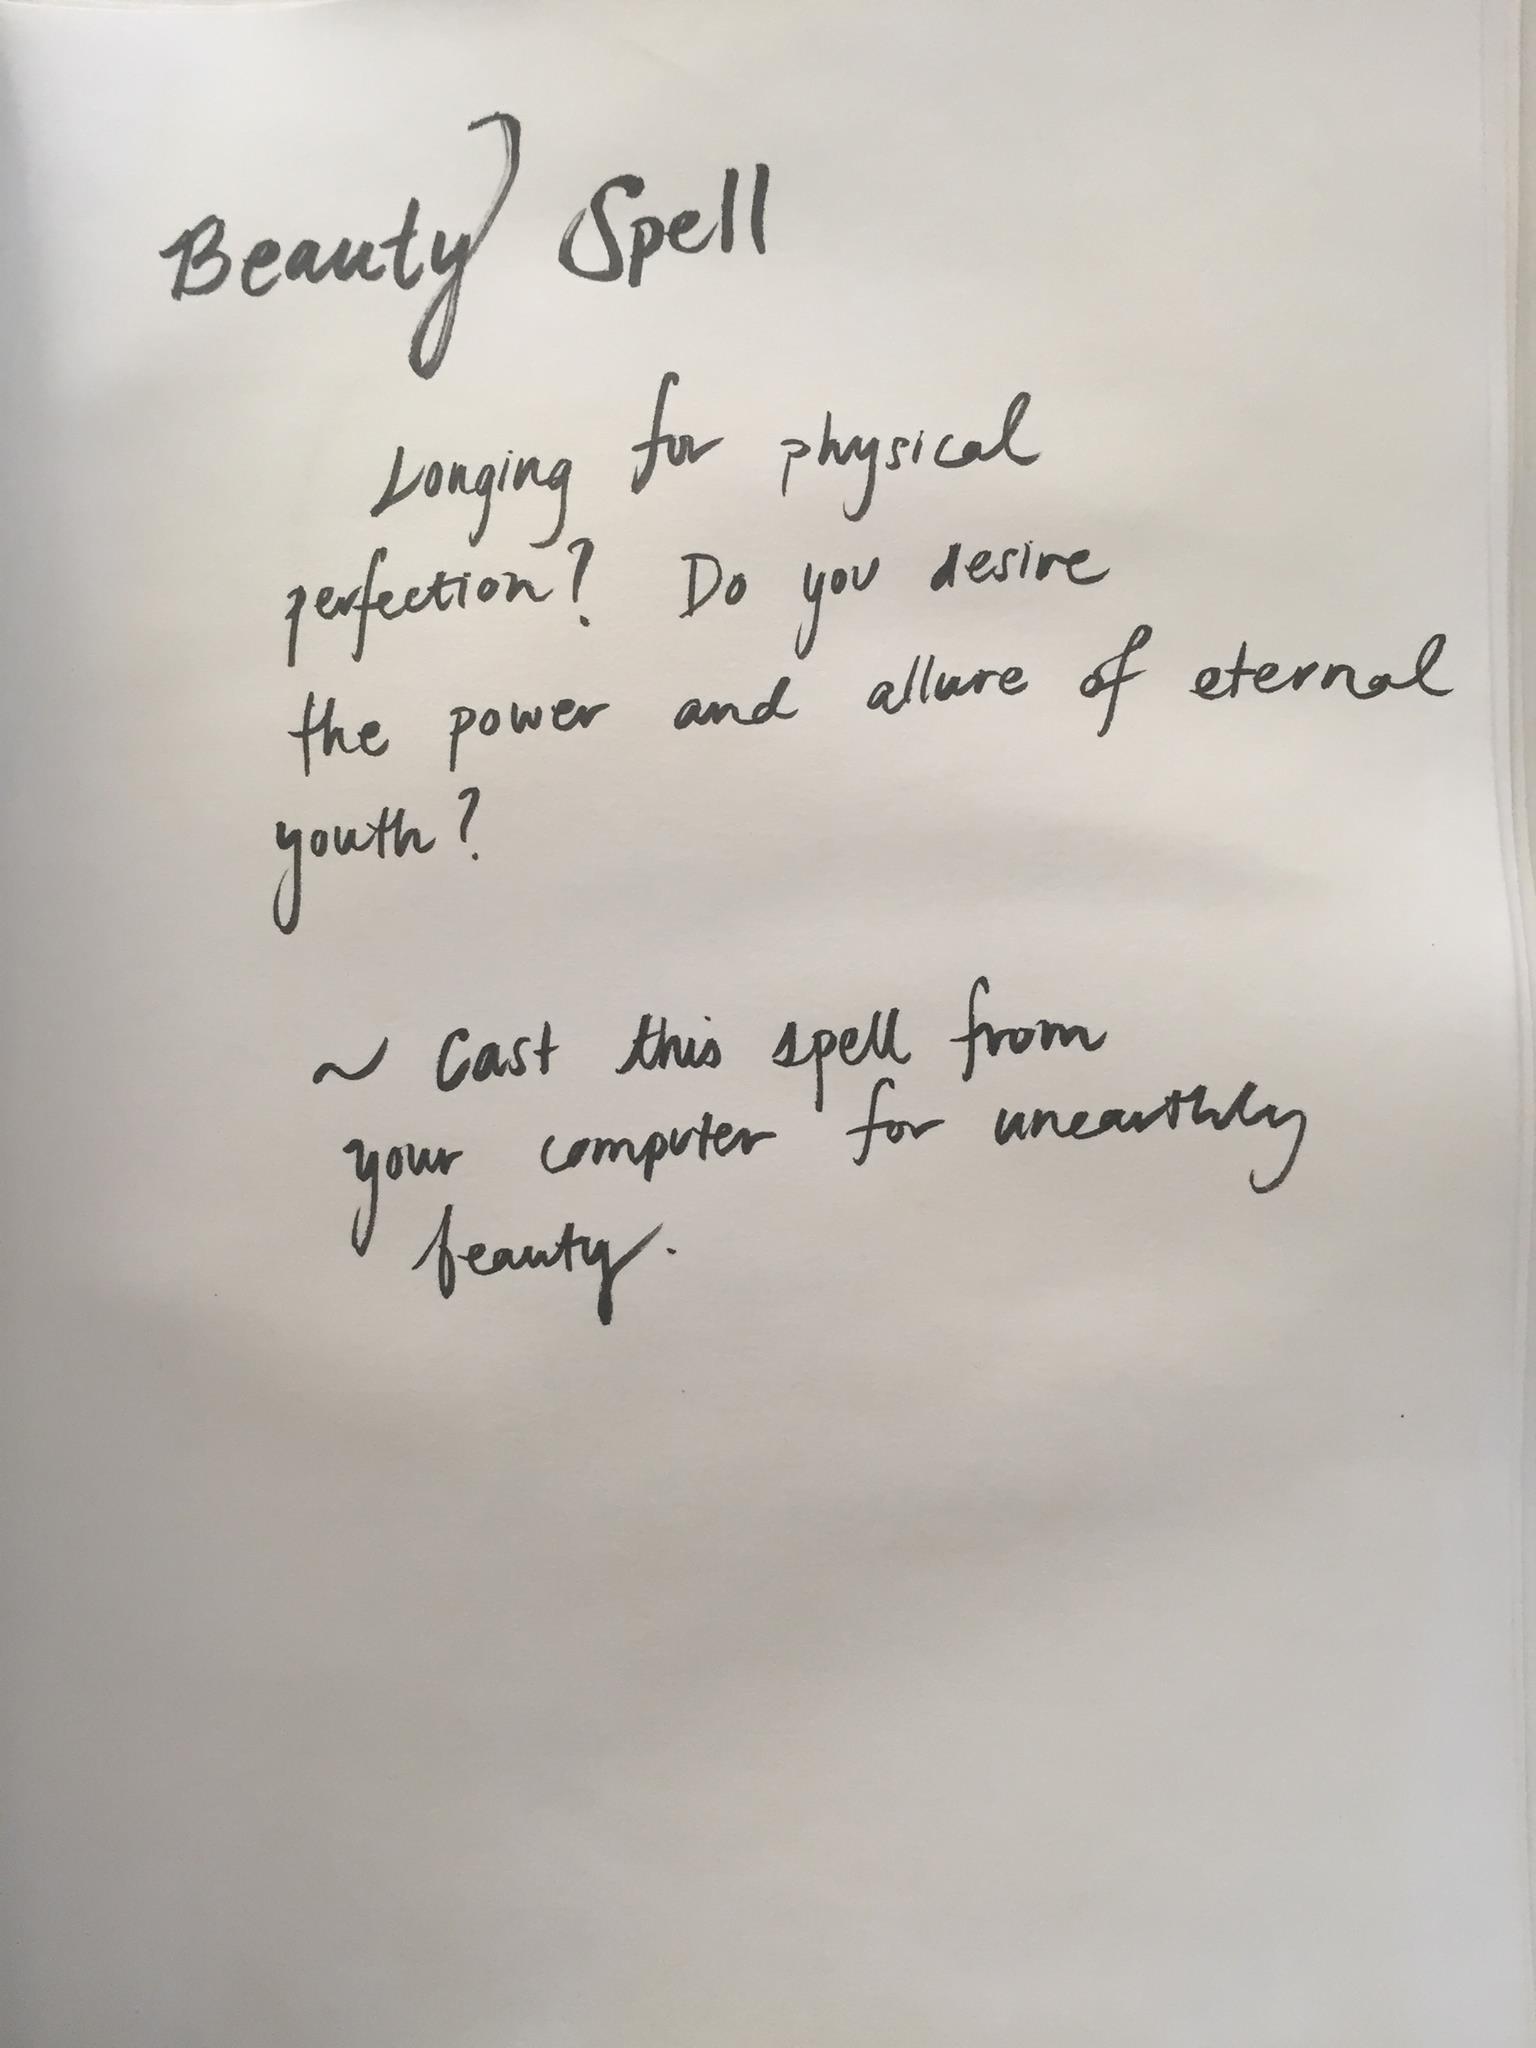 Beauty Spell
Longing for physical
perfection? Do you desire
the power and allure of eternal
youth?
~ Cast this spell from
your computer for unearthly
beauty.